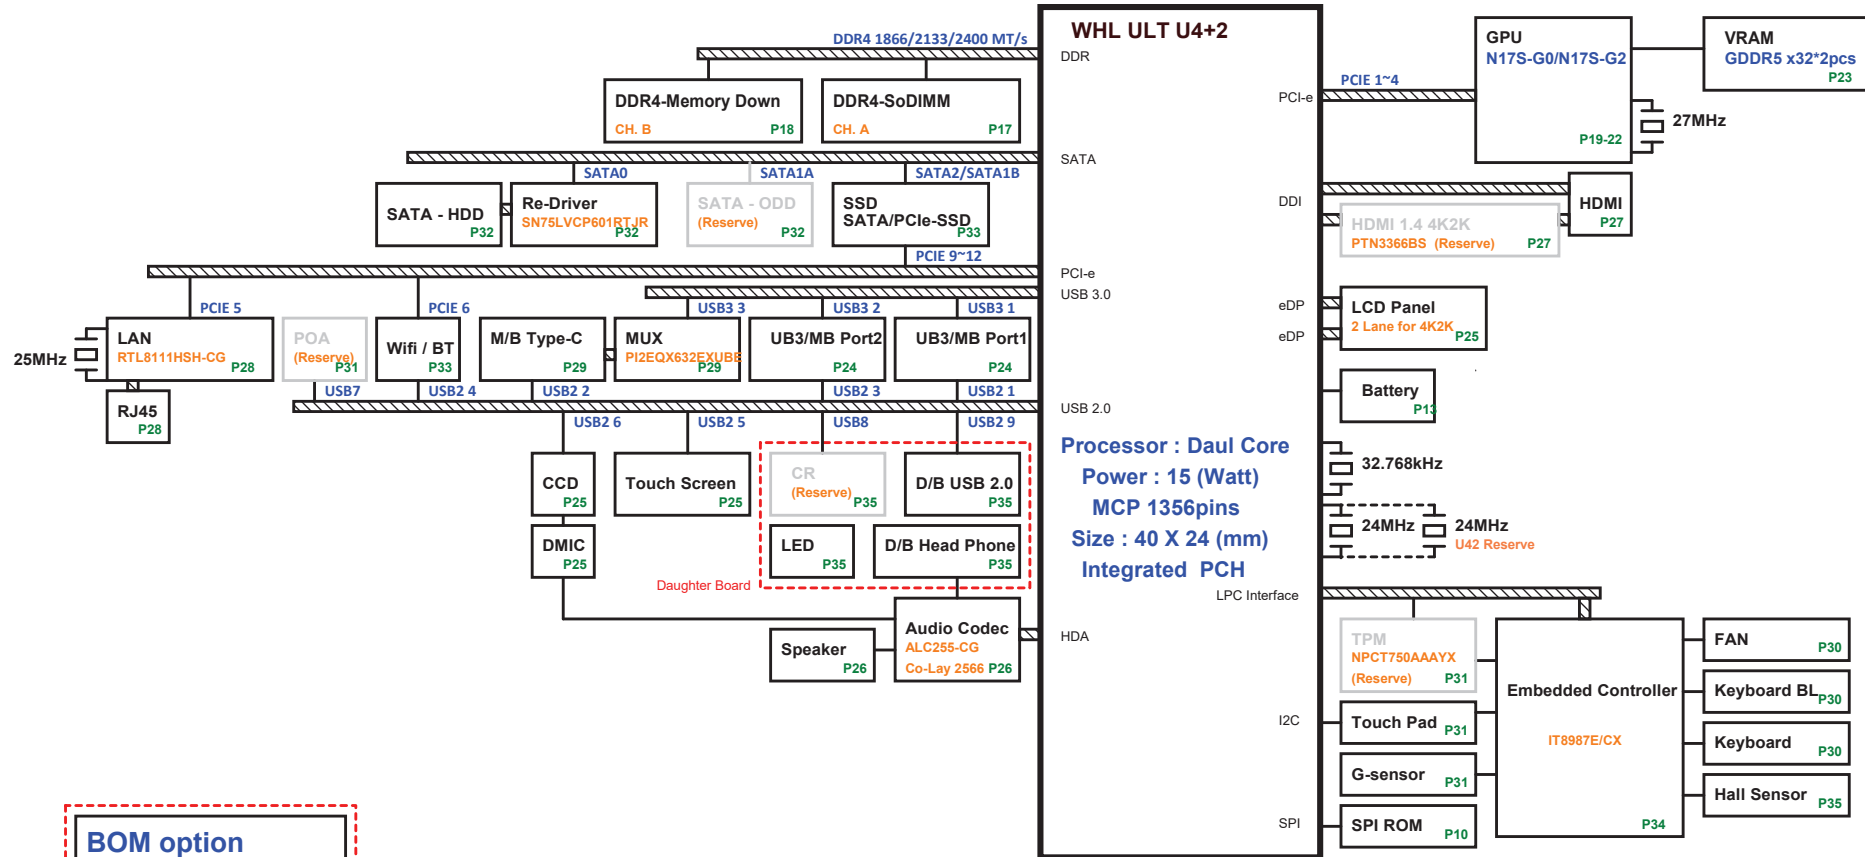 WHL ULT U4+2
DDR4 1866/2133/2400 MT/s
DDR
DDR4-Memory Down
CH. B
P18
DDR4-SoDIMM
CH. A
P17
SATA
SATA0
SATA1A
SATA2/SATA1B
SATA - HDD
P32
Re-Driver
SN75LVCP601RTJR
P32
SATA - ODD
(Reserve)
P32
SSD
SATA/PCIe-SSD
P33
PCIE 9~12
PCI-e
USB 3.0
PCIE 5
PCIE 6
USB3 3
USB3 2
USB3 1
25MHz
LAN
RTL8111HSH-CG
P28
POA
(Reserve)
P31
Wifi / BT
P33
M/B Type-C
P29
MUX
PI2EQX632EXUBE
P29
UB3/MB Port2
P24
UB3/MB Port1
P24
USB7
USB2 4
USB2 2
USB2 3
USB2 1
RJ45
P28
USB 2.0
USB2 6
USB2 5
USB8
USB2 9
CCD
P25
Touch Screen
P25
CR
(Reserve)
P35
D/B USB 2.0
P35
DMIC
P25
LED
P35
D/B Head Phone
P35
Daughter Board
Speaker
P26
Audio Codec
ALC255-CG
Co-Lay 2566 P26
HDA
Processor : Daul Core
Power : 15 (Watt)
MCP 1356pins
Size : 40 X 24 (mm)
Integrated PCH
PCI-e
PCIE 1~4
GPU
N17S-G0/N17S-G2
P19-22
VRAM
GDDR5 x32*2pcs
P23
27MHz
DDI
HDMI 1.4 4K2K
PTN3366BS (Reserve)
P27
HDMI
P27
eDP
eDP
LCD Panel
2 Lane for 4K2K
P25
Battery
P13
32.768kHz
24MHz
24MHz
U42 Reserve
LPC Interface
TPM
NPCT750AAAYX
(Reserve)
P31
I2C
Touch Pad
P31
G-sensor
P31
SPI
SPI ROM
P10
Embedded Controller
IT8987E/CX
P34
FAN
P30
Keyboard BL
P30
Keyboard
P30
Hall Sensor
P35
BOM option